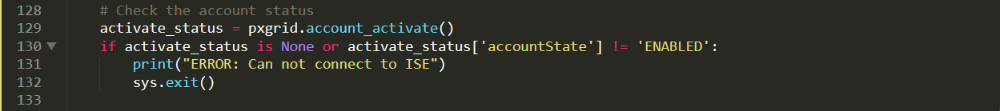 128 # Check the account status
129 activate_status = pxgrid.account_activate()
130 if activate_status is None or activate_status['accountState'] != 'ENABLED':
131 print("ERROR: Can not connect to ISE")
132 sys.exit()
133